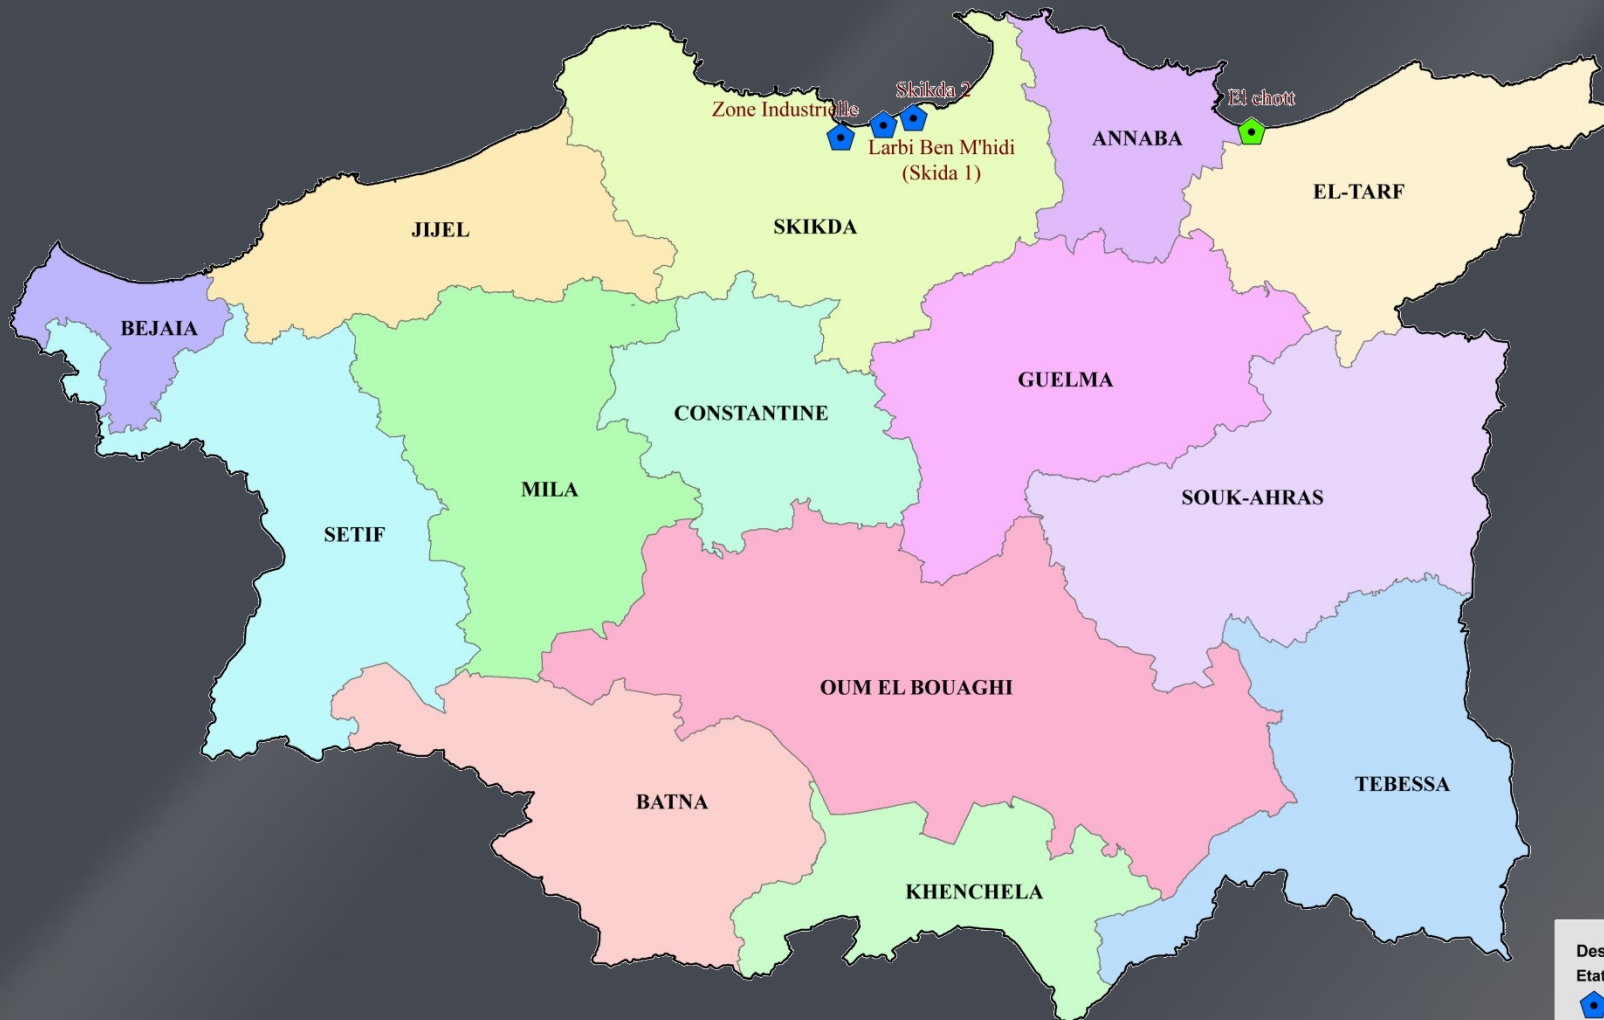 Skikda 2
Zone Industrielle
El chott
Larbi Ben M'hidi
(Skida 1)
ANNABA
EL-TARF
SKIKDA
JIJEL
BEJAIA
GUELMA
CONSTANTINE
MILA
SOUK-AHRAS
SETIF
OUM EL BOUAGHI
TEBESSA
BATNA
KHENCHELA